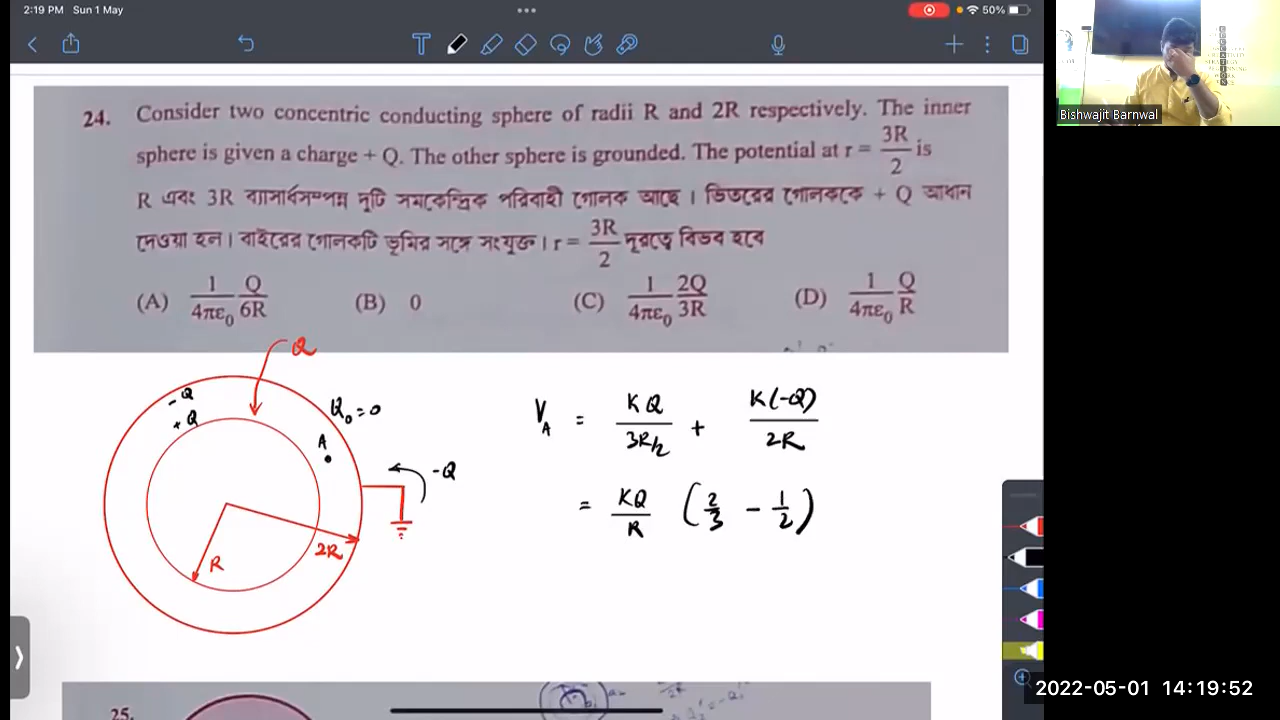 2:19 PM Sun 1 May
50%
Bishwajit Barnwal
24. Consider two concentric conducting sphere of radii R and 2R respectively. The inner
sphere is given a charge + Q. The other sphere is grounded. The potential at r = 3R/2 is
R এবং 3R ব্যাসার্ধসম্পন্ন দুটি সমকেন্দ্রিক পরিবাহী গোলক আছে। ভিতরের গোলককে + Q আধান
দেওয়া হল। বাইরের গোলকটি ভূমির সঙ্গে সংযুক্ত। r = 3R/2 দূরত্বে বিভব হবে
(A) 1/4πε₀ Q/6R (B) 0 (C) 1/4πε₀ 2Q/3R (D) 1/4πε₀ Q/R
Q
-Q
+Q
Q₀ = 0
A
-Q
2R
R
V_A = KQ/3R/2 + K(-Q)/2R
= KQ/R (2/3 - 1/2)
25.
2022-05-01 14:19:52